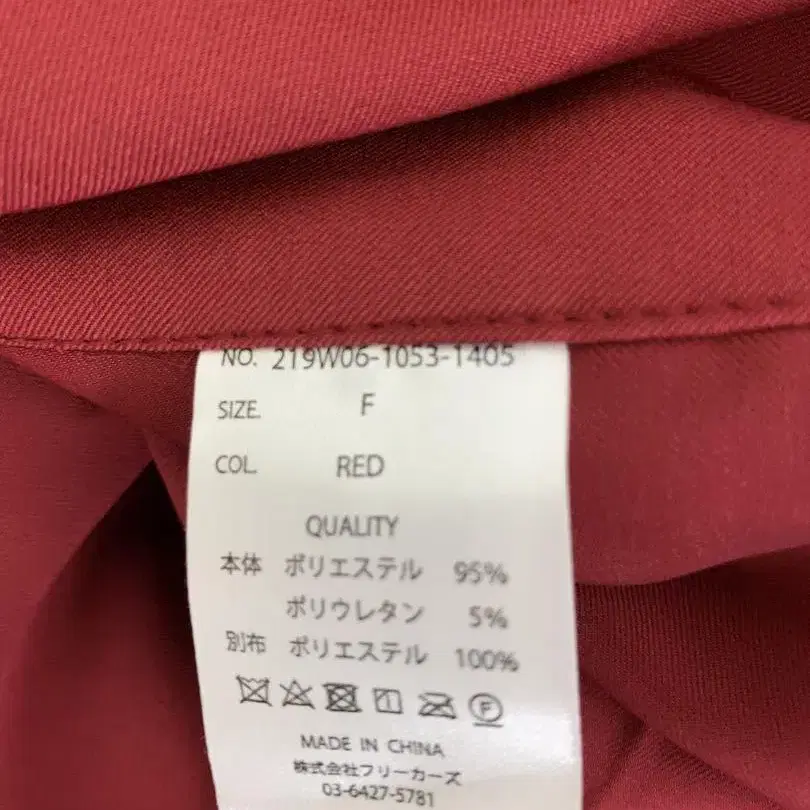 NO. 219W06-1053-1405
SIZE. F
COL. RED
QUALITY
本体 ポリエステル 95%
ポリウレタン 5%
別布 ポリエステル 100%
F
MADE IN CHINA
株式会社フリーカーズ
03-6427-5781